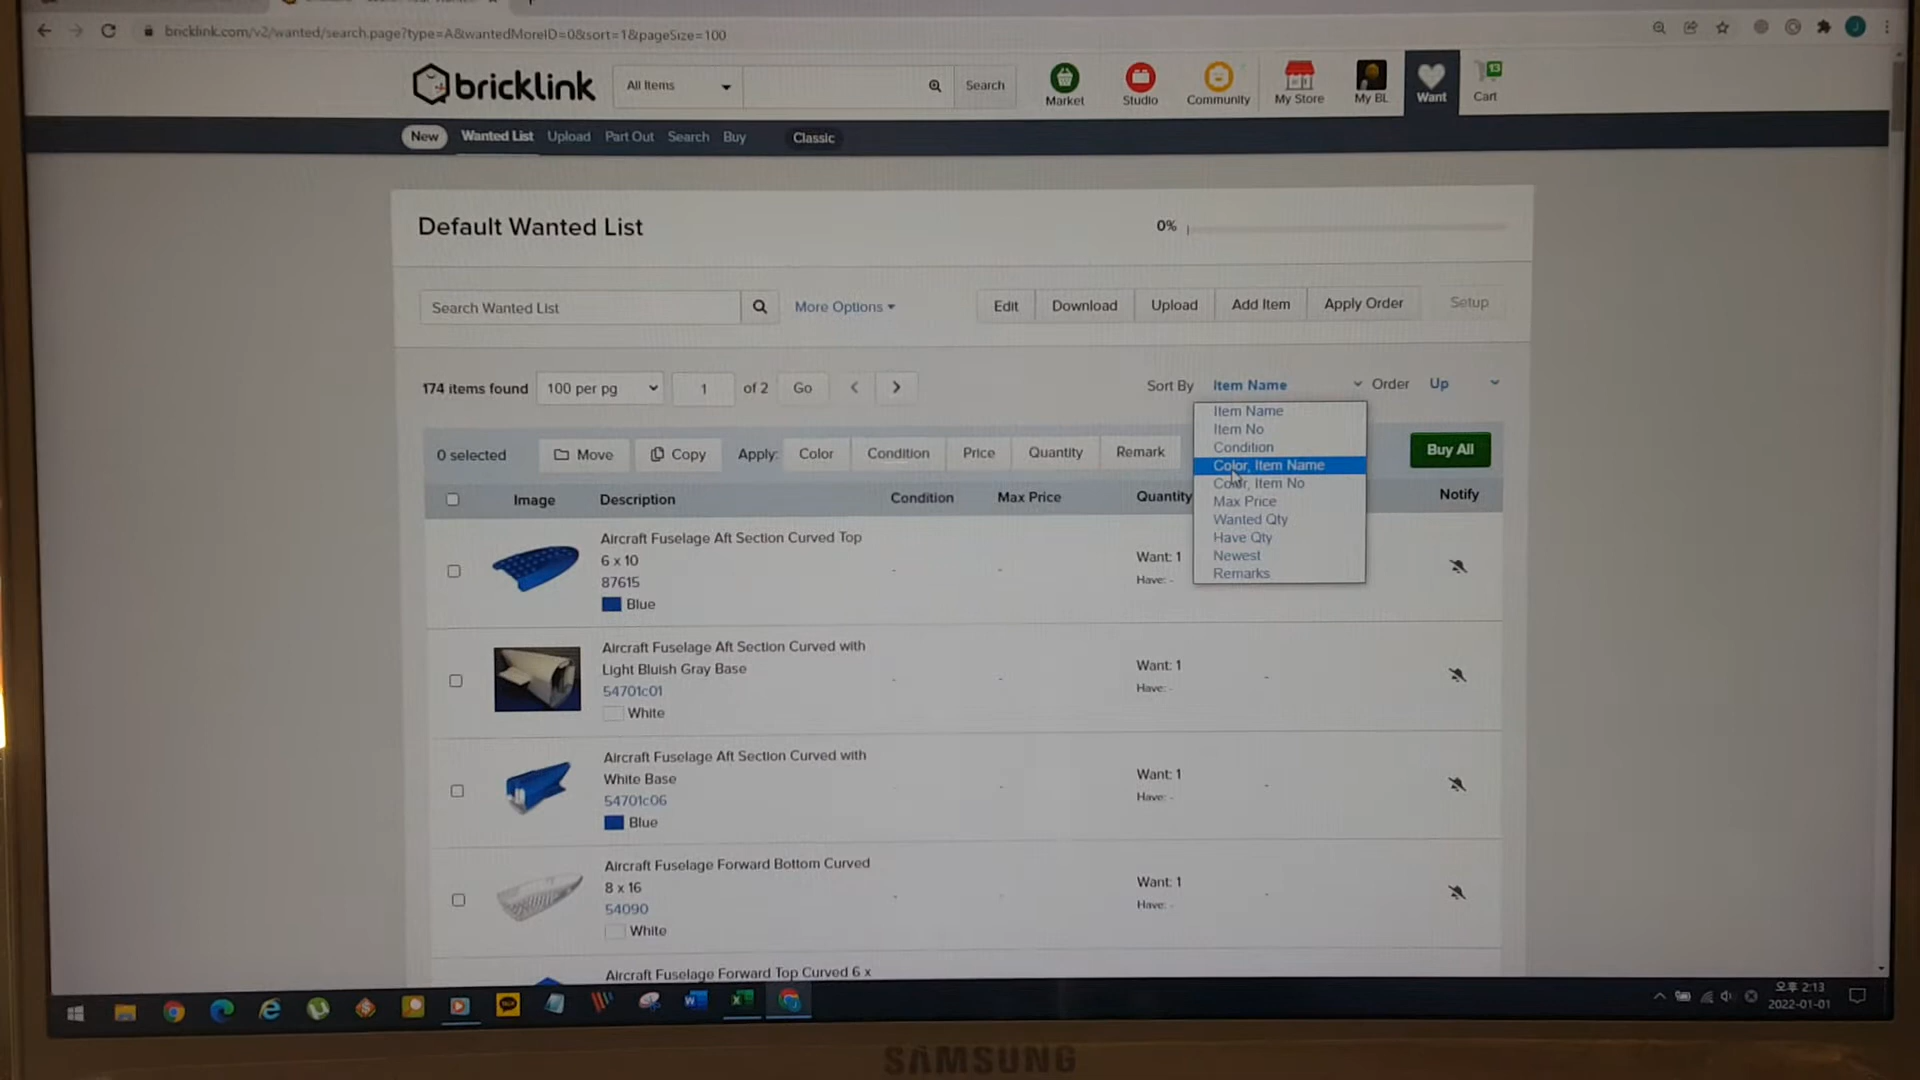 bricklink.com/v2/wanted/search.page?type=A&wantedMoreID=0&sort=1&pageSize=100
J
bricklink
All Items
Search
Market
Studio
Community
My Store
My BL
Want
13
Cart
New
Wanted List
Upload
Part Out
Search
Buy
Classic
Default Wanted List
0%
Search Wanted List
More Options
Edit
Download
Upload
Add Item
Apply Order
Setup
174 items found
100 per pg
1
of 2
Go
Sort By
Item Name
Order
Up
Item Name
Item No
Condition
Color, Item Name
Color, Item No
Max Price
Wanted Qty
Have Qty
Newest
Remarks
0 selected
Move
Copy
Apply:
Color
Condition
Price
Quantity
Remark
Buy All
Image
Description
Condition
Max Price
Quantity
Notify
Aircraft Fuselage Aft Section Curved Top
6 x 10
87615
Blue
-
-
Want: 1
Have: -
Aircraft Fuselage Aft Section Curved with
Light Bluish Gray Base
54701c01
White
-
-
Want: 1
Have: -
-
Aircraft Fuselage Aft Section Curved with
White Base
54701c06
Blue
-
-
Want: 1
Have: -
-
Aircraft Fuselage Forward Bottom Curved
8 x 16
54090
White
-
-
Want: 1
Have: -
-
Aircraft Fuselage Forward Top Curved 6 x
오후 2:13
2022-01-01
SAMSUNG